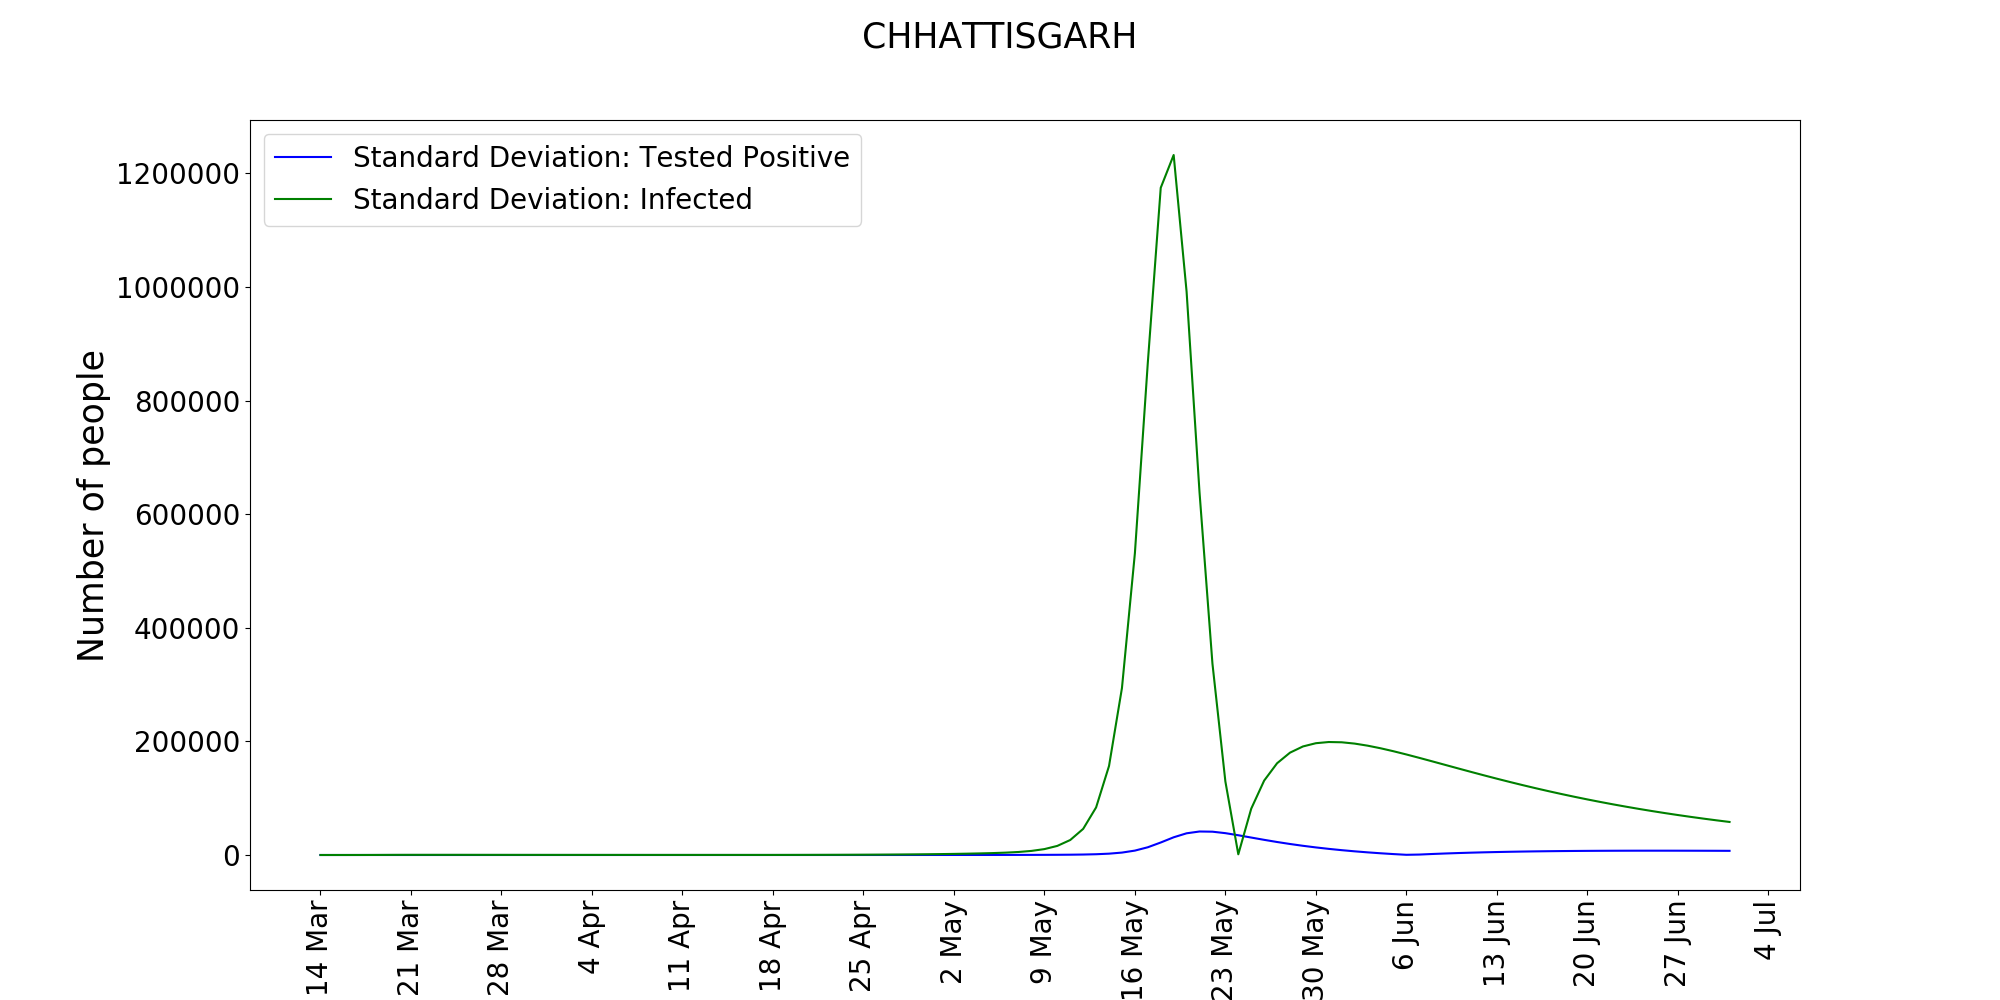 CHHATTISGARH
Standard Deviation: Tested Positive
Standard Deviation: Infected
Number of people
1200000
1000000
800000
600000
400000
200000
0
14 Mar
21 Mar
28 Mar
4 Apr
11 Apr
18 Apr
25 Apr
2 May
9 May
16 May
23 May
30 May
6 Jun
13 Jun
20 Jun
27 Jun
4 Jul